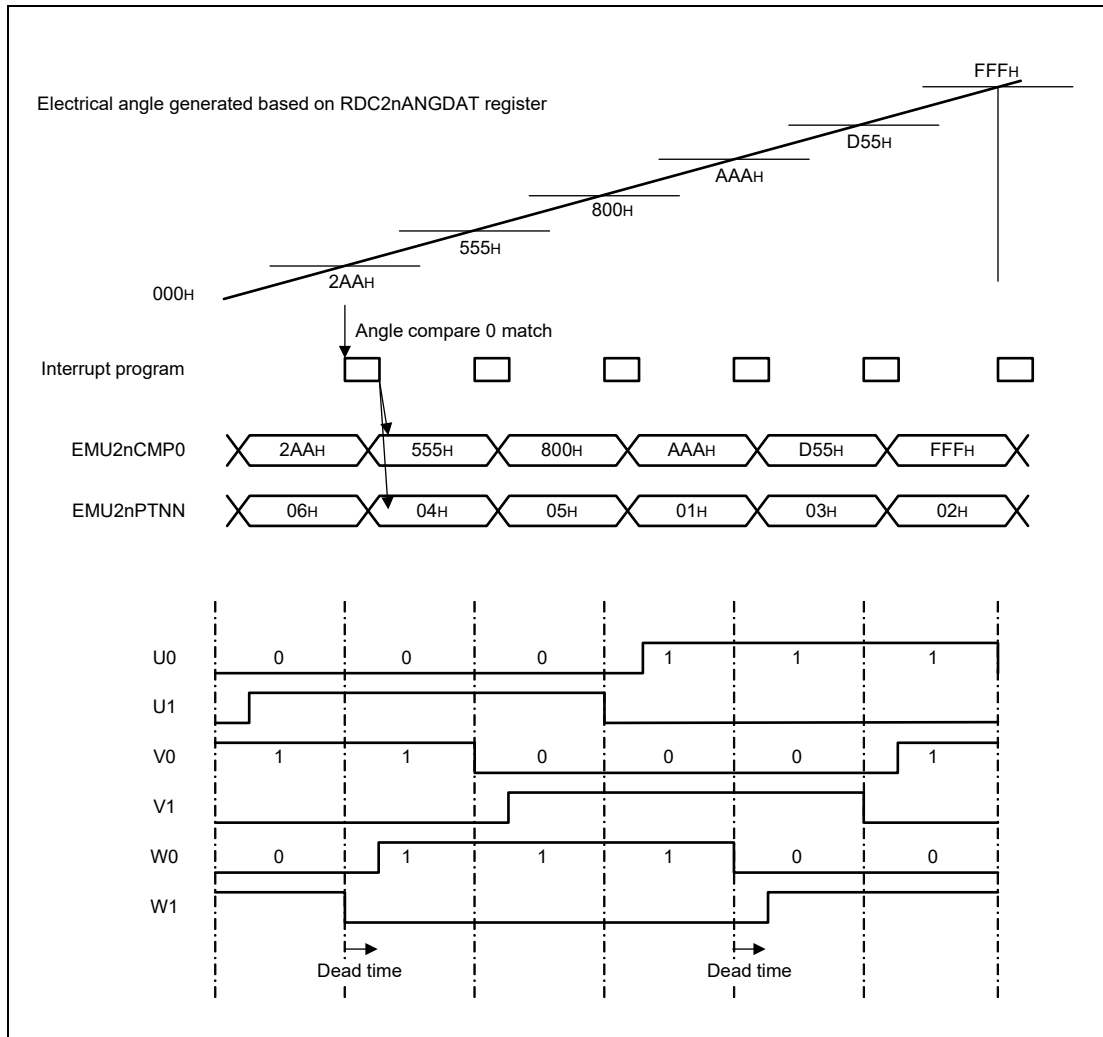 FFFH
Electrical angle generated based on RDC2nANGDAT register
D55H
AAAH
800H
555H
2AAH
000H
Angle compare 0 match
Interrupt program
EMU2nCMP0 2AAH 555H 800H AAAH D55H FFFH
EMU2nPTNN 06H 04H 05H 01H 03H 02H
U0 0 0 0 1 1 1
U1
V0 1 1 0 0 0 1
V1
W0 0 1 1 1 0 0
W1
Dead time Dead time